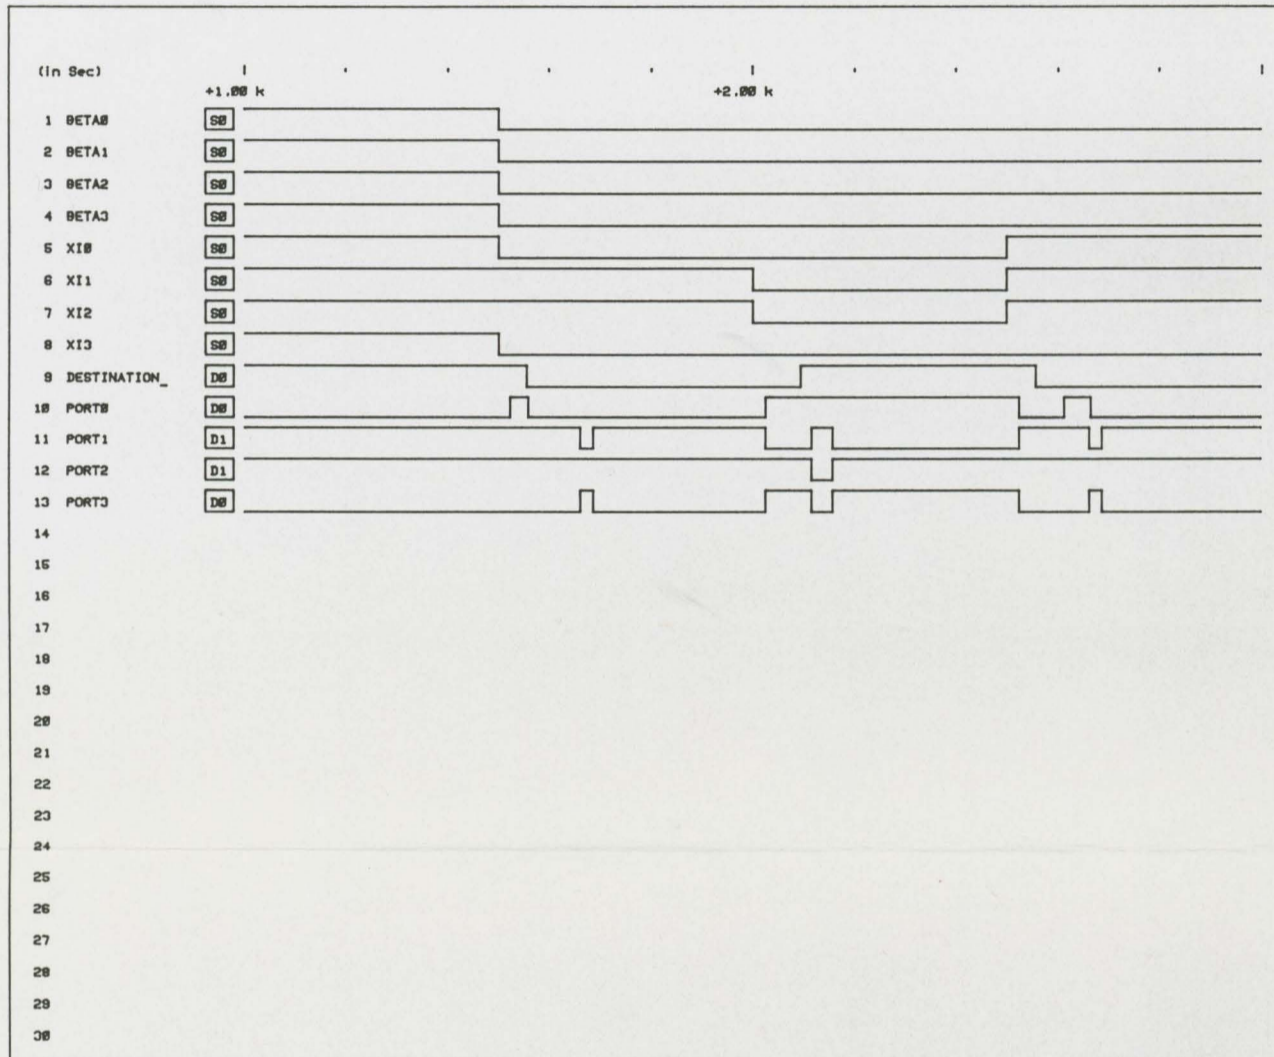 (in Sec)
+1.00 k +2.00 k
1 BETA0 S0
2 BETA1 S0
3 BETA2 S0
4 BETA3 S0
5 XI0 S0
6 XI1 S0
7 XI2 S0
8 XI3 S0
9 DESTINATION_ D0
10 PORT0 D0
11 PORT1 D1
12 PORT2 D1
13 PORT3 D0
14
15
16
17
18
19
20
21
22
23
24
25
26
27
28
29
30